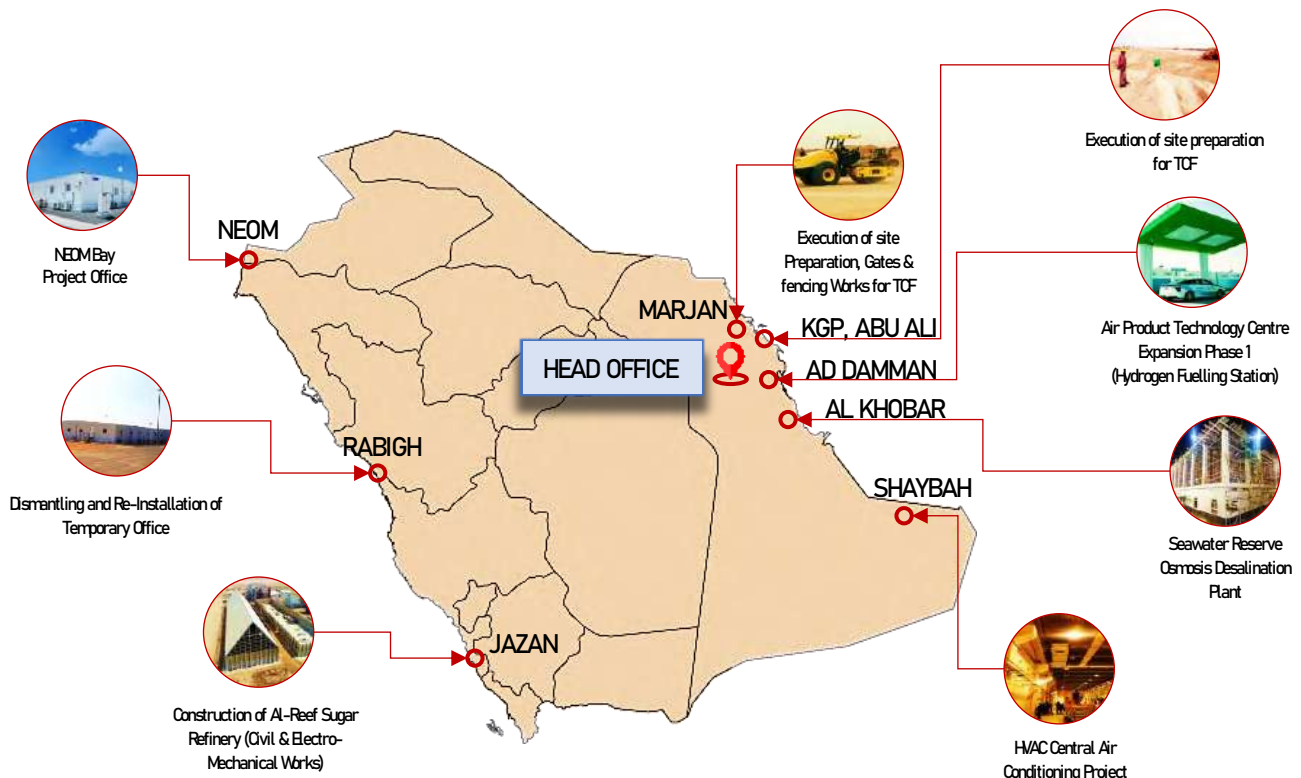 Execution of site preparation
for TCF
NEOM
NEOM Bay
Project Office
Execution of site
Preparation, Gates &
fencing Works for TCF
MARJAN
KGP, ABU ALI
Air Product Technology Centre
Expansion Phase 1
(Hydrogen Fuelling Station)
HEAD OFFICE
AD DAMMAN
AL KHOBAR
RABIGH
Dismantling and Re-Installation of
Temporary Office
SHAYBAH
Seawater Reserve
Osmosis Desalination
Plant
JAZAN
Construction of Al-Reef Sugar
Refinery (Civil & Electro-
Mechanical Works)
HVAC Central Air
Conditioning Project